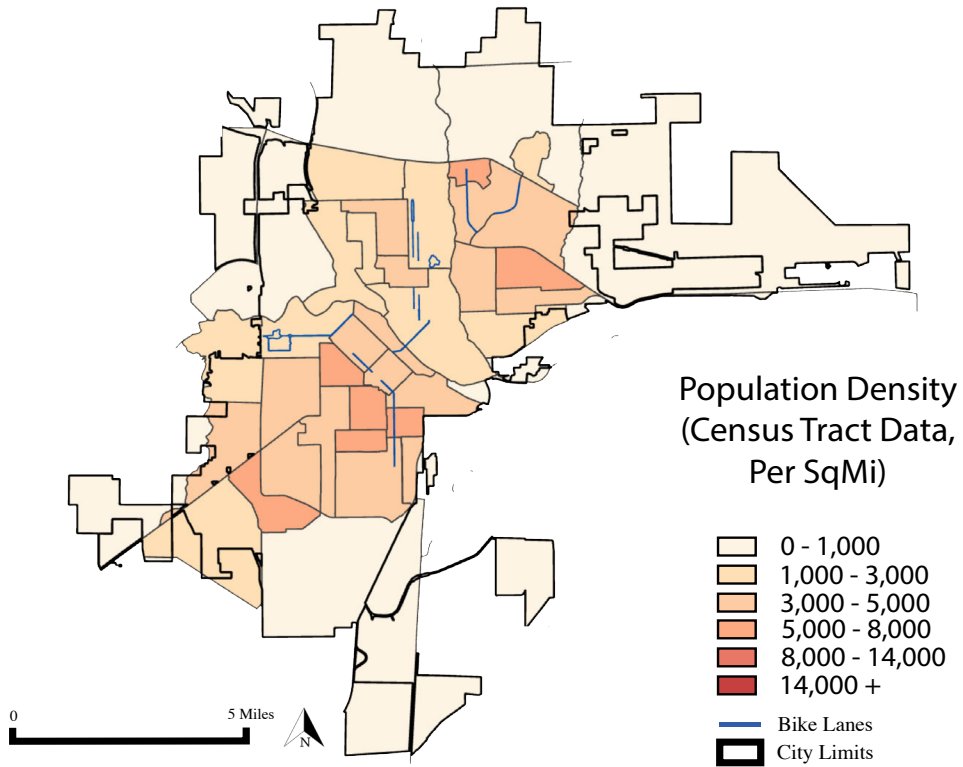 Population Density
(Census Tract Data,
Per SqMi)
0 - 1,000
1,000 - 3,000
3,000 - 5,000
5,000 - 8,000
8,000 - 14,000
14,000 +
Bike Lanes
City Limits
0
5 Miles
N